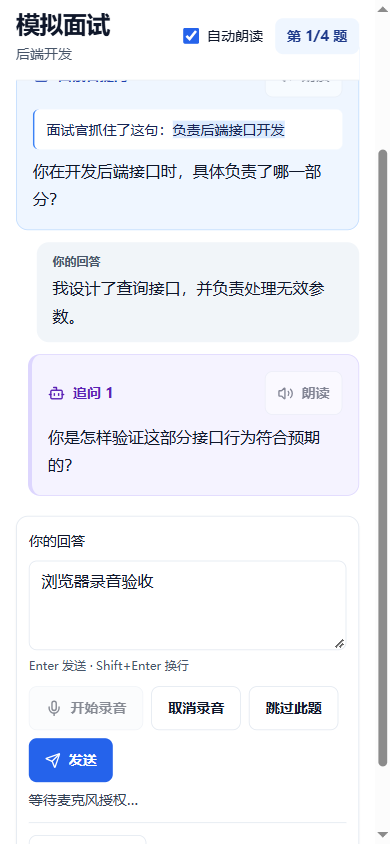 模拟面试
后端开发
自动朗读
第 1/4 题
面试官抓住了这句：负责后端接口开发
你在开发后端接口时，具体负责了哪一部
分？
你的回答
我设计了查询接口，并负责处理无效参
数。
追问 1
朗读
你是怎样验证这部分接口行为符合预期
的？
你的回答
浏览器录音验收
Enter 发送 · Shift+Enter 换行
开始录音
取消录音
跳过此题
发送
等待麦克风授权...